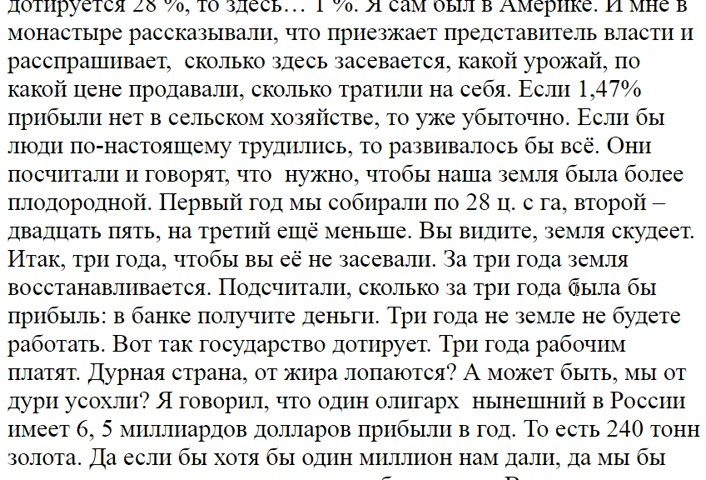 дотируется 28 %, то здесь… 1 %. Я сам был в Америке. И мне в
монастыре рассказывали, что приезжает представитель власти и
расспрашивает,  сколько здесь засевается, какой урожай, по
какой цене продавали, сколько тратили на себя. Если 1,47%
прибыли нет в сельском хозяйстве, то уже убыточно. Если бы
люди по-настоящему трудились, то развивалось бы всё. Они
посчитали и говорят, что  нужно, чтобы наша земля была более
плодородной. Первый год мы собирали по 28 ц. с га, второй –
двадцать пять, на третий ещё меньше. Вы видите, земля скудеет.
Итак, три года, чтобы вы её не засевали. За три года земля
восстанавливается. Подсчитали, сколько за три года была бы
прибыль: в банке получите деньги. Три года не земле не будете
работать. Вот так государство дотирует. Три года рабочим
платят. Дурная страна, от жира лопаются? А может быть, мы от
дури усохли? Я говорил, что один олигарх  нынешний в России
имеет 6, 5 миллиардов долларов прибыли в год. То есть 240 тонн
золота. Да если бы хотя бы один миллион нам дали, да мы бы